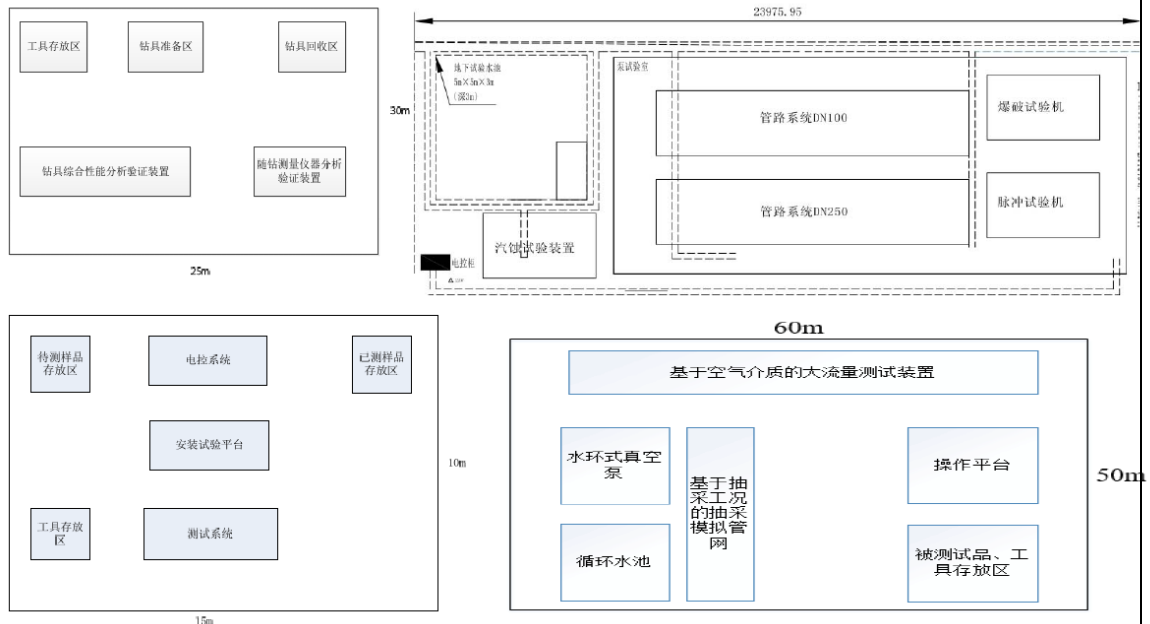 工具存放区
钻具准备区
钻具回收区
钻具综合性能分析验证装置
随钻测量仪器分析
验证装置
30m
25m
23975.95
地下试验水池
5m×5m×3m
(深3m)
泵试验室
管路系统DN100
爆破试验机
管路系统DN250
脉冲试验机
汽蚀试验装置
电控柜
待测样品
存放区
电控系统
已测样品
存放区
安装试验平台
工具存放
区
测试系统
10m
15m
60m
基于空气介质的大流量测试装置
水环式真空
泵
基于抽
采工况
的抽采
模拟管
网
操作平台
循环水池
被测试品、工
具存放区
50m